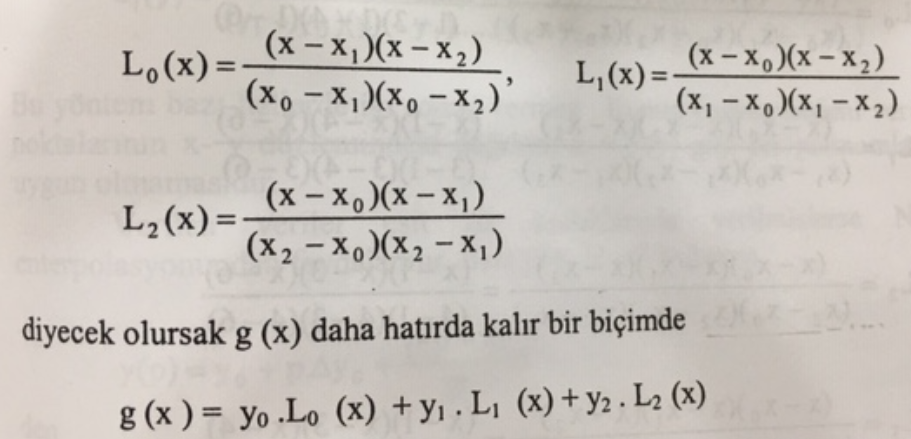 L₀(x) = (x − x₁)(x − x₂) / (x₀ − x₁)(x₀ − x₂), L₁(x) = (x − x₀)(x − x₂) / (x₁ − x₀)(x₁ − x₂)
L₂(x) = (x − x₀)(x − x₁) / (x₂ − x₀)(x₂ − x₁)
diyecek olursak g (x) daha hatırda kalır bir biçimde
g (x ) = y₀ .L₀ (x) + y₁ . L₁ (x) + y₂ . L₂ (x)